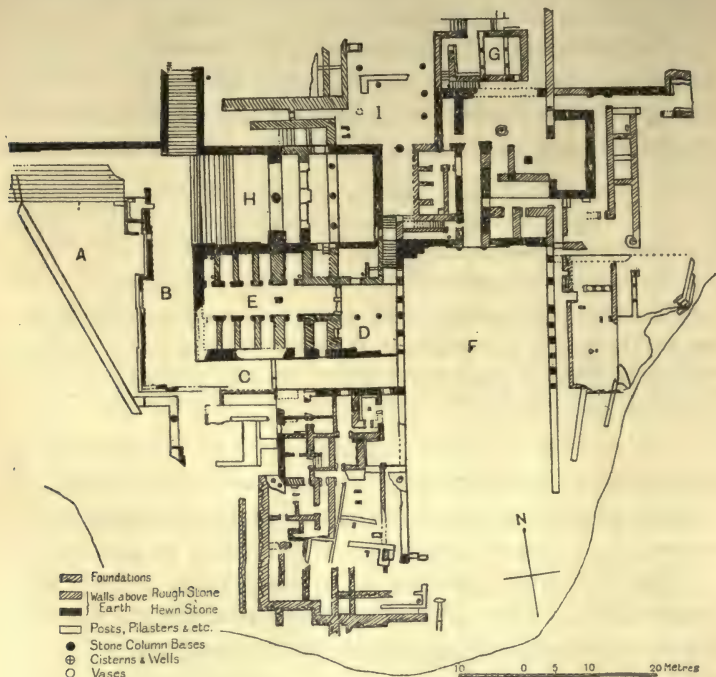 G
I
H
A
B
E
D
F
C
N
Foundations
Walls above Earth Rough Stone
Hewn Stone
Posts, Pilasters & etc.
Stone Column Bases
Cisterns & Wells
Vases
10 0 5 10 20 Metres